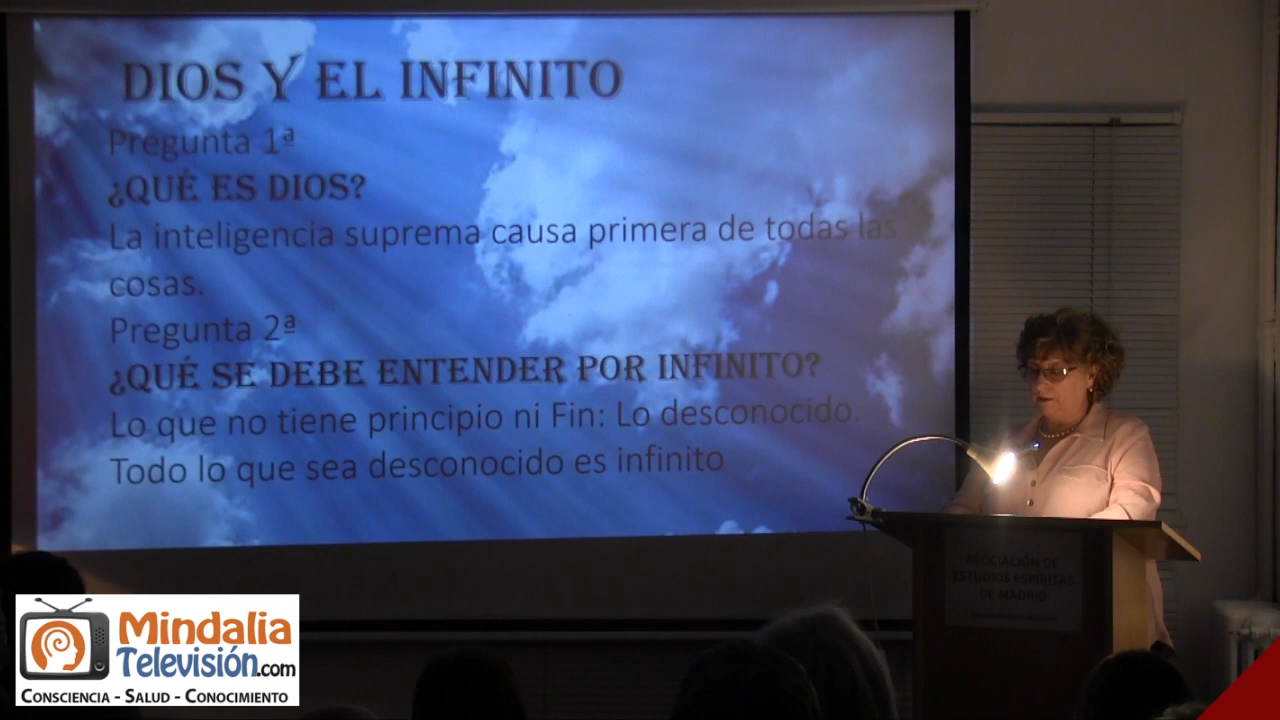 DIOS Y EL INFINITO
Pregunta 1ª
¿QUÉ ES DIOS?
La inteligencia suprema causa primera de todas las
cosas.
Pregunta 2ª
¿QUÉ SE DEBE ENTENDER POR INFINITO?
Lo que no tiene principio ni Fin: Lo desconocido.
Todo lo que sea desconocido es infinito
ASOCIACIÓN DE
ESTUDIOS ESPÍRITAS
DE MADRID
Mindalia
Televisión.com
CONSCIENCIA - SALUD - CONOCIMIENTO